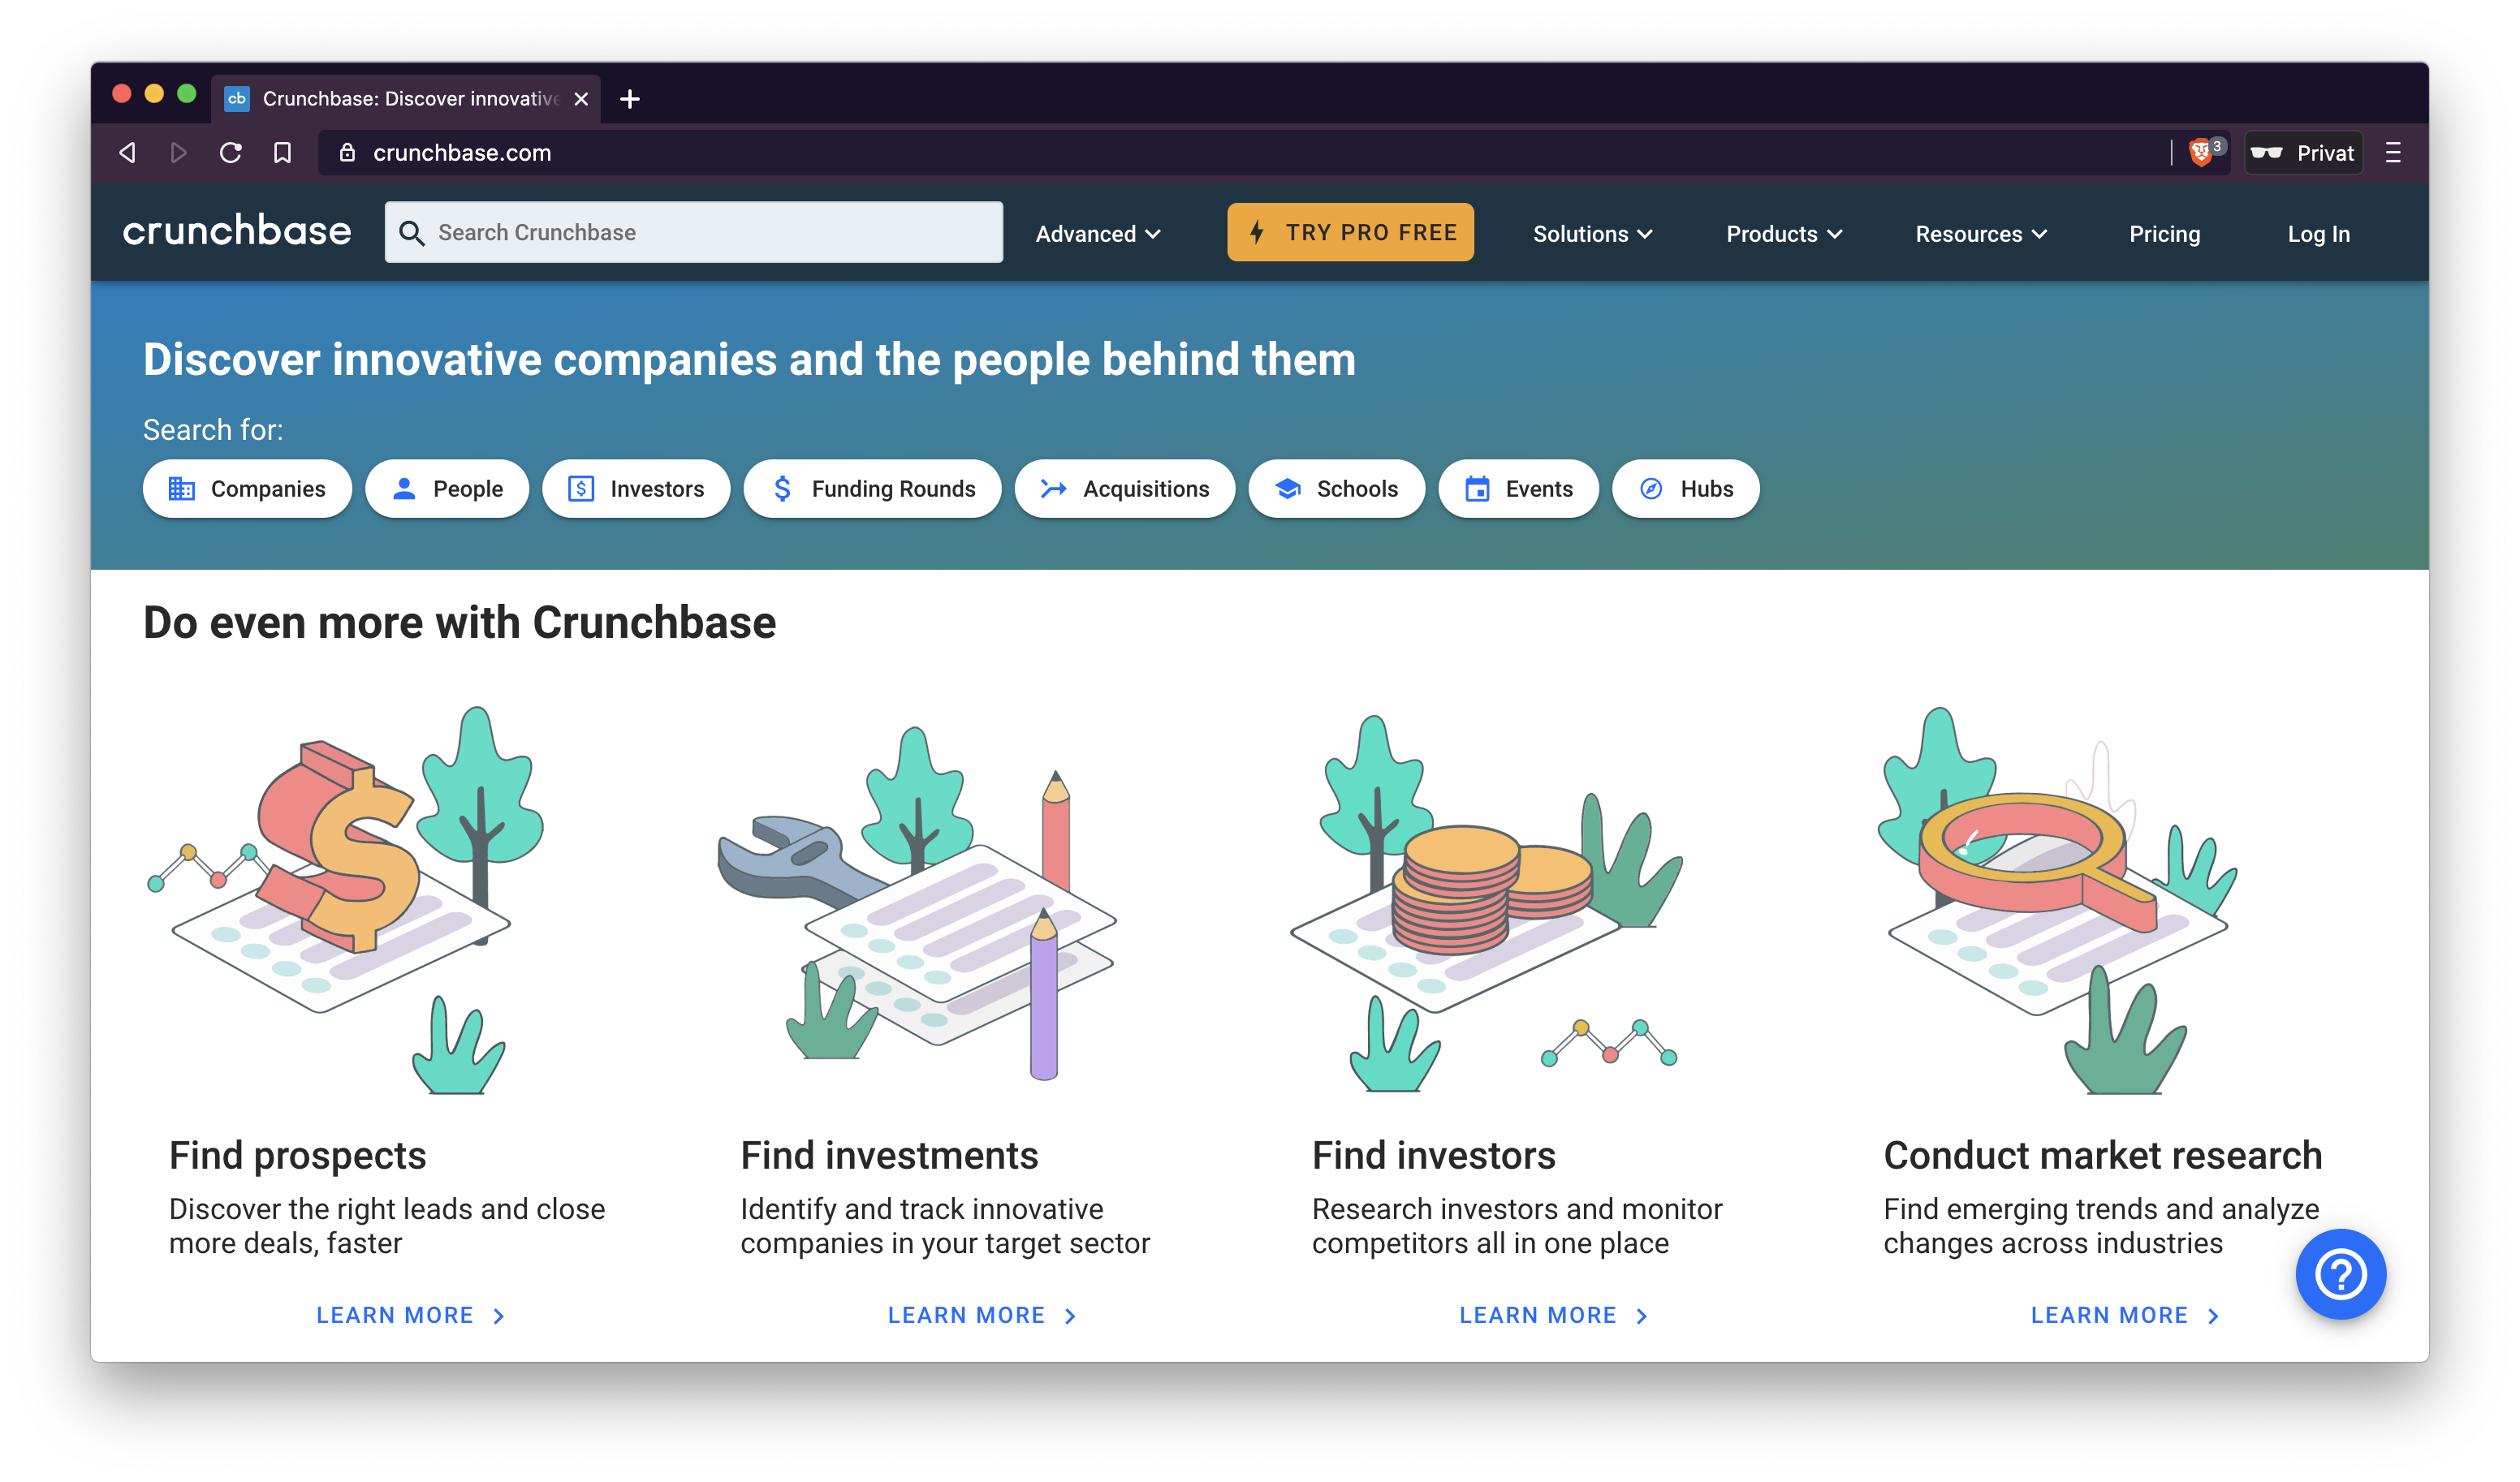 cb Crunchbase: Discover innovative
crunchbase.com
3
Privat
crunchbase
Search Crunchbase
Advanced
TRY PRO FREE
Solutions
Products
Resources
Pricing
Log In
Discover innovative companies and the people behind them
Search for:
Companies
People
$ Investors
$ Funding Rounds
Acquisitions
Schools
Events
Hubs
Do even more with Crunchbase
$
Find prospects
Discover the right leads and close
more deals, faster
LEARN MORE
Find investments
Identify and track innovative
companies in your target sector
LEARN MORE
Find investors
Research investors and monitor
competitors all in one place
LEARN MORE
Conduct market research
Find emerging trends and analyze
changes across industries
LEARN MORE
?